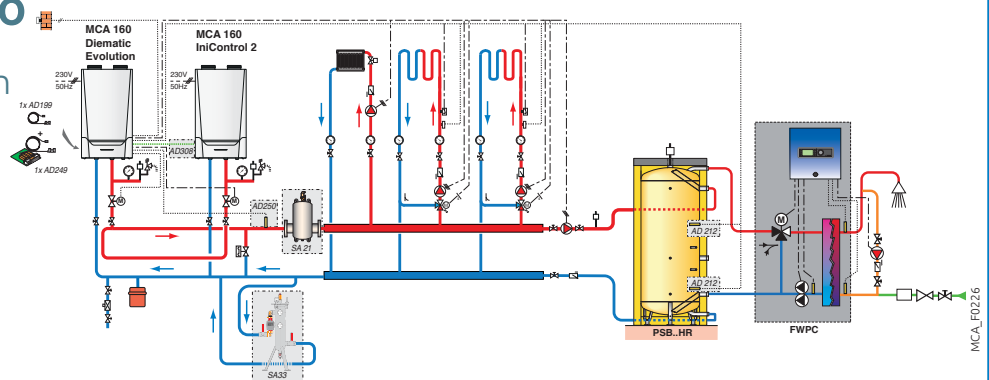 MCA 160
Diematic
Evolution
MCA 160
IniControl 2
230V
50Hz
230V
50Hz
1x AD199
+
1x AD249
AD308
M
M
AD250
SA 21
SA33
AD 212
AD 212
PSB..HR
M
FWPC
MCA_F0226